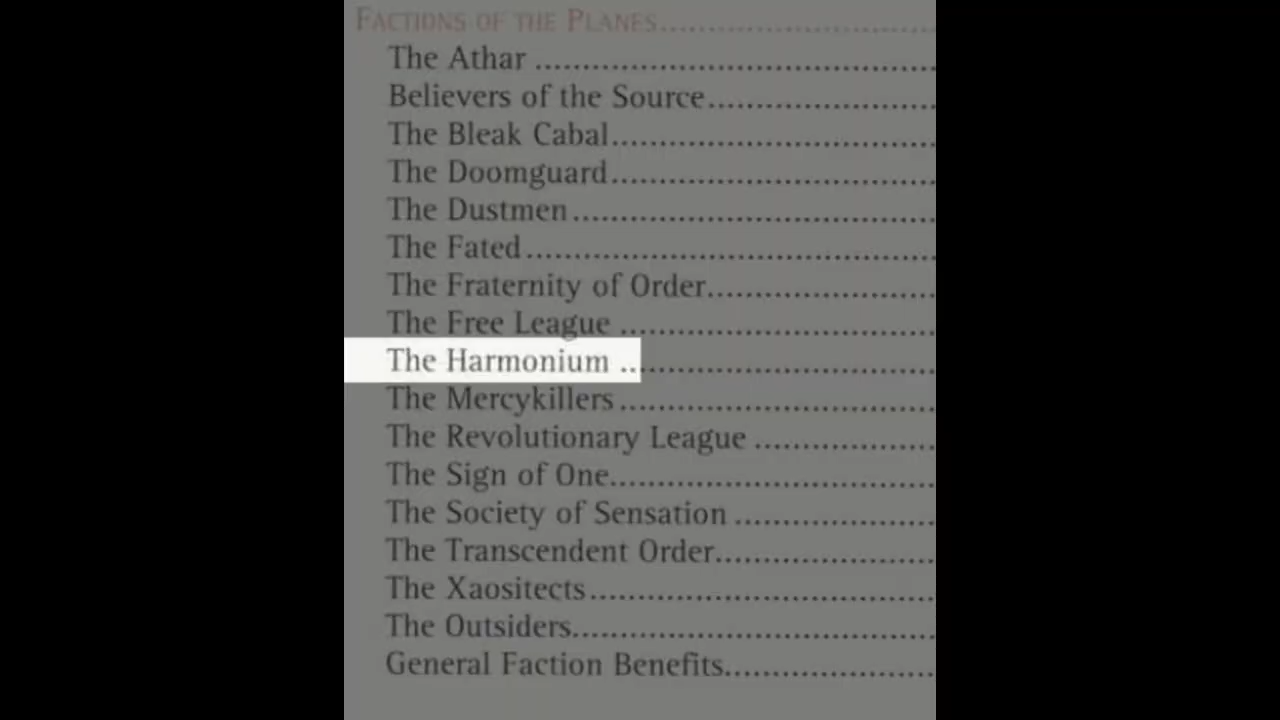 FACTIONS OF THE PLANES..............................
The Athar ..........................................
Believers of the Source........................
The Bleak Cabal..................................
The Doomguard..................................
The Dustmen......................................
The Fated...........................................
The Fraternity of Order........................
The Free League .................................
The Harmonium .................................
The Mercykillers.................................
The Revolutionary League ...................
The Sign of One..................................
The Society of Sensation .....................
The Transcendent Order.......................
The Xaositects....................................
The Outsiders.....................................
General Faction Benefits......................